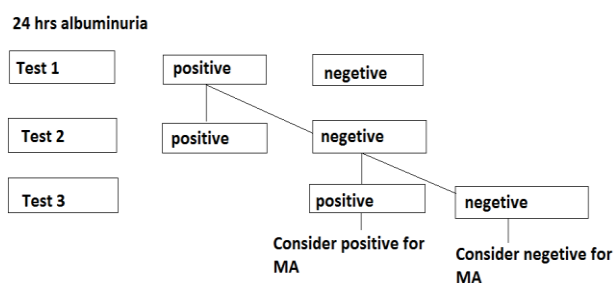 24 hrs albuminuria
Test 1
positive
negetive
Test 2
positive
negetive
Test 3
positive
negetive
Consider positive for
MA
Consider negetive for
MA